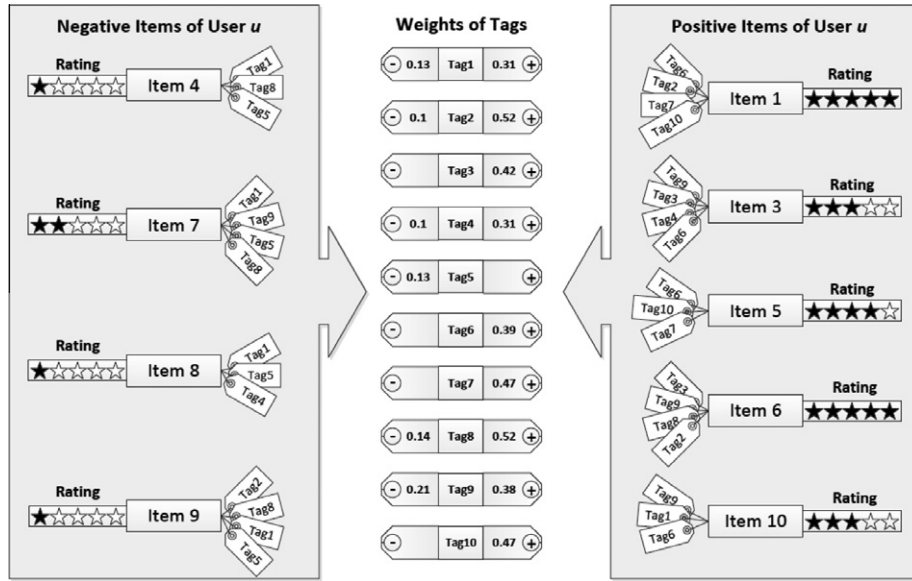 Negative Items of User u
Rating
Item 4
Tag1
Tag8
Tag5
Rating
Item 7
Tag1
Tag9
Tag5
Tag8
Rating
Item 8
Tag1
Tag5
Tag4
Rating
Item 9
Tag2
Tag8
Tag1
Tag5
Weights of Tags
- 0.13 Tag1 0.31 +
- 0.1 Tag2 0.52 +
- Tag3 0.42 +
- 0.1 Tag4 0.31 +
- 0.13 Tag5 +
- Tag6 0.39 +
- Tag7 0.47 +
- 0.14 Tag8 0.52 +
- 0.21 Tag9 0.38 +
- Tag10 0.47 +
Positive Items of User u
Tag6
Tag2
Tag7
Tag10
Item 1
Rating
Tag9
Tag3
Tag4
Tag6
Item 3
Rating
Tag6
Tag10
Tag7
Item 5
Rating
Tag3
Tag9
Tag8
Tag2
Item 6
Rating
Tag9
Tag1
Tag6
Item 10
Rating